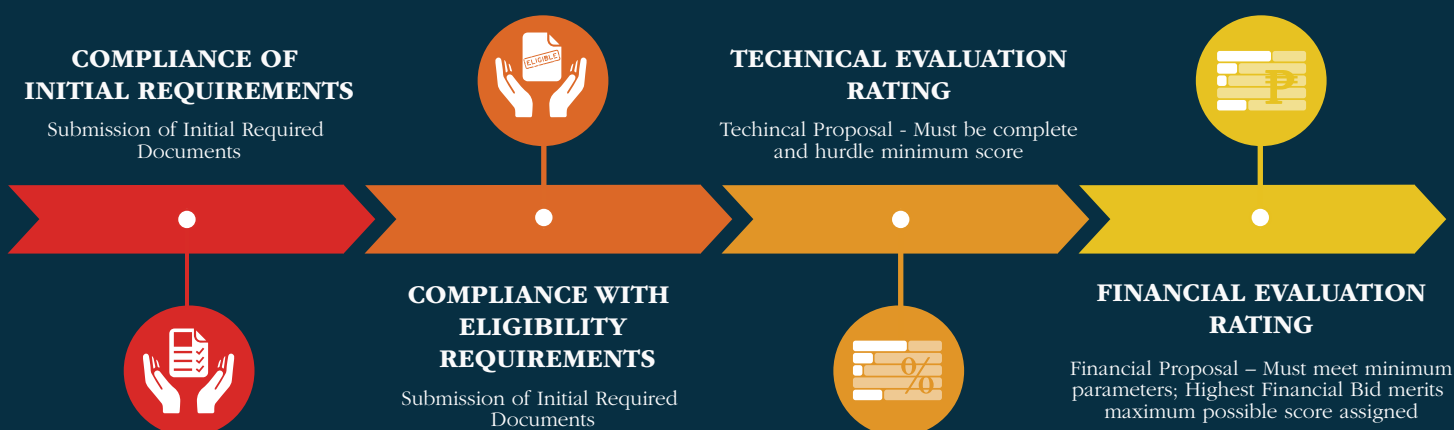 COMPLIANCE OF
INITIAL REQUIREMENTS
Submission of Initial Required
Documents
ELIGIBLE
COMPLIANCE WITH
ELIGIBILITY
REQUIREMENTS
Submission of Initial Required
Documents
TECHNICAL EVALUATION
RATING
Techincal Proposal - Must be complete
and hurdle minimum score
%
₱
FINANCIAL EVALUATION
RATING
Financial Proposal – Must meet minimum
parameters; Highest Financial Bid merits
maximum possible score assigned